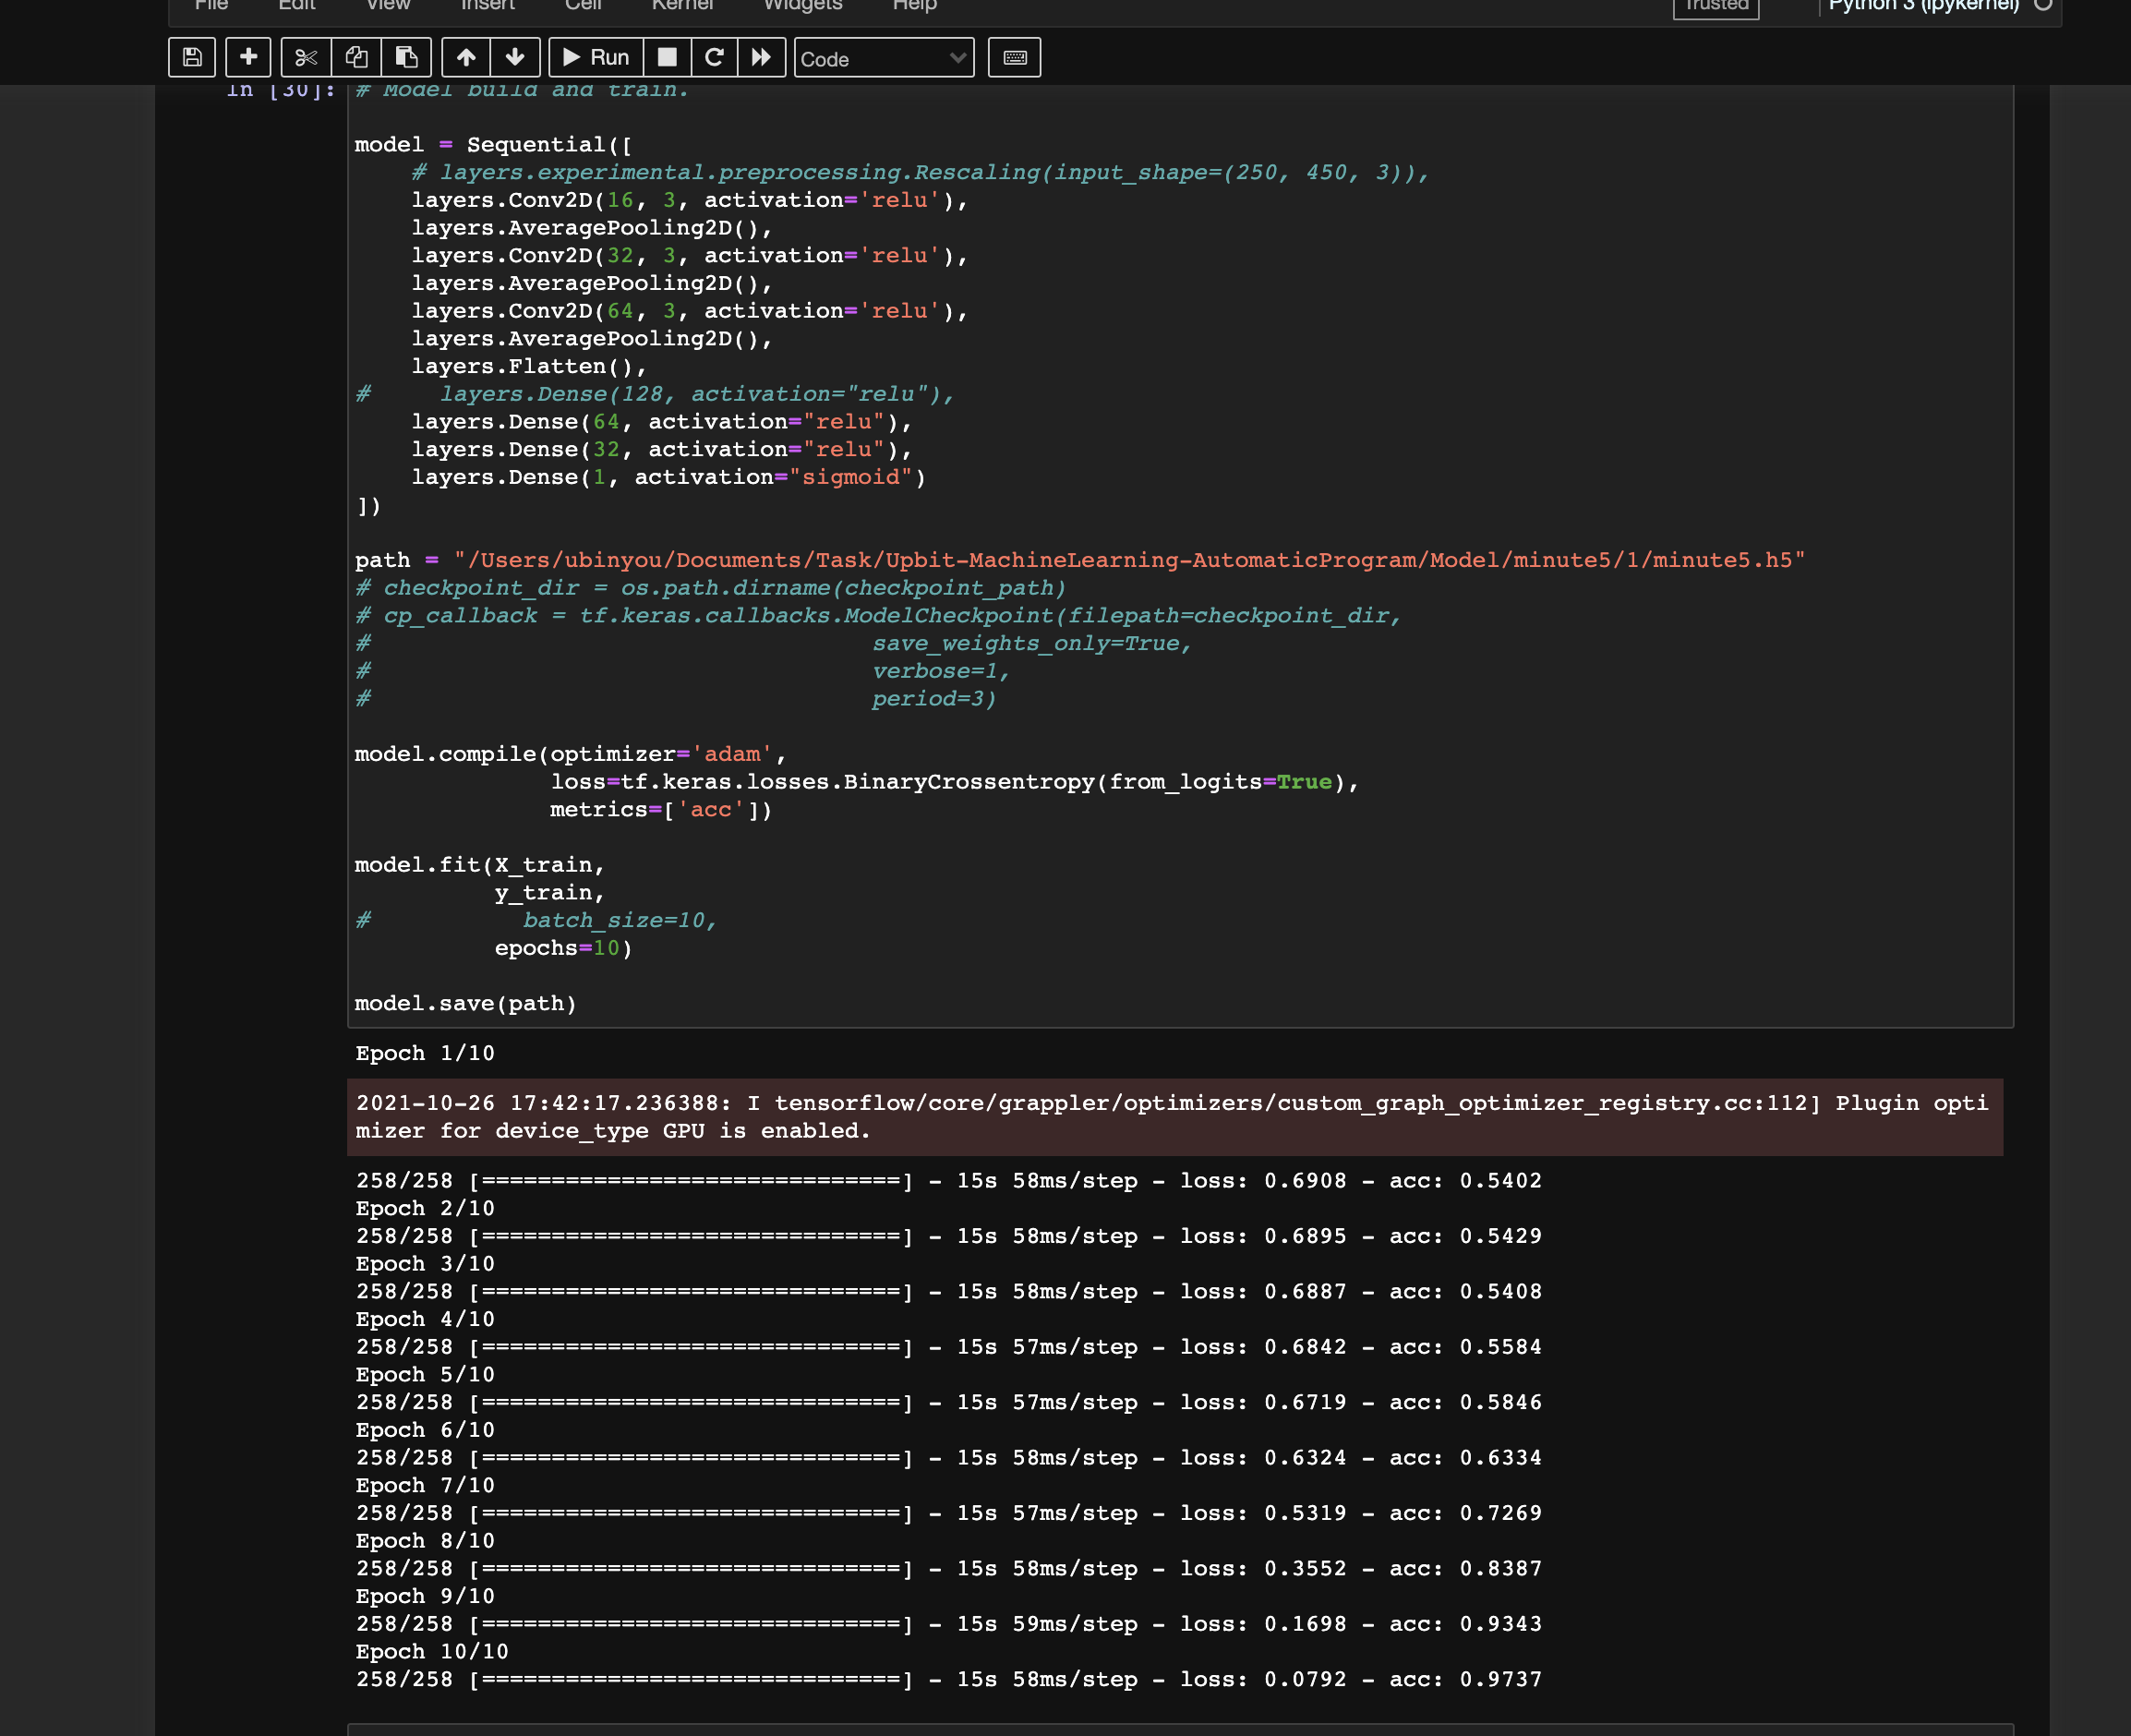 File Edit View Insert Cell Kernel Widgets Help Trusted Python 3 (ipykernel)
Run Code
In [30]: # Model build and train.
model = Sequential([
    # layers.experimental.preprocessing.Rescaling(input_shape=(250, 450, 3)),
    layers.Conv2D(16, 3, activation='relu'),
    layers.AveragePooling2D(),
    layers.Conv2D(32, 3, activation='relu'),
    layers.AveragePooling2D(),
    layers.Conv2D(64, 3, activation='relu'),
    layers.AveragePooling2D(),
    layers.Flatten(),
#     layers.Dense(128, activation="relu"),
    layers.Dense(64, activation="relu"),
    layers.Dense(32, activation="relu"),
    layers.Dense(1, activation="sigmoid")
])
path = "/Users/ubinyou/Documents/Task/Upbit-MachineLearning-AutomaticProgram/Model/minute5/1/minute5.h5"
# checkpoint_dir = os.path.dirname(checkpoint_path)
# cp_callback = tf.keras.callbacks.ModelCheckpoint(filepath=checkpoint_dir,
#                                    save_weights_only=True,
#                                    verbose=1,
#                                    period=3)
model.compile(optimizer='adam',
              loss=tf.keras.losses.BinaryCrossentropy(from_logits=True),
              metrics=['acc'])
model.fit(X_train,
          y_train,
#           batch_size=10,
          epochs=10)
model.save(path)
Epoch 1/10
2021-10-26 17:42:17.236388: I tensorflow/core/grappler/optimizers/custom_graph_optimizer_registry.cc:112] Plugin opti
mizer for device_type GPU is enabled.
258/258 [==============================] - 15s 58ms/step - loss: 0.6908 - acc: 0.5402
Epoch 2/10
258/258 [==============================] - 15s 58ms/step - loss: 0.6895 - acc: 0.5429
Epoch 3/10
258/258 [==============================] - 15s 58ms/step - loss: 0.6887 - acc: 0.5408
Epoch 4/10
258/258 [==============================] - 15s 57ms/step - loss: 0.6842 - acc: 0.5584
Epoch 5/10
258/258 [==============================] - 15s 57ms/step - loss: 0.6719 - acc: 0.5846
Epoch 6/10
258/258 [==============================] - 15s 58ms/step - loss: 0.6324 - acc: 0.6334
Epoch 7/10
258/258 [==============================] - 15s 57ms/step - loss: 0.5319 - acc: 0.7269
Epoch 8/10
258/258 [==============================] - 15s 58ms/step - loss: 0.3552 - acc: 0.8387
Epoch 9/10
258/258 [==============================] - 15s 59ms/step - loss: 0.1698 - acc: 0.9343
Epoch 10/10
258/258 [==============================] - 15s 58ms/step - loss: 0.0792 - acc: 0.9737